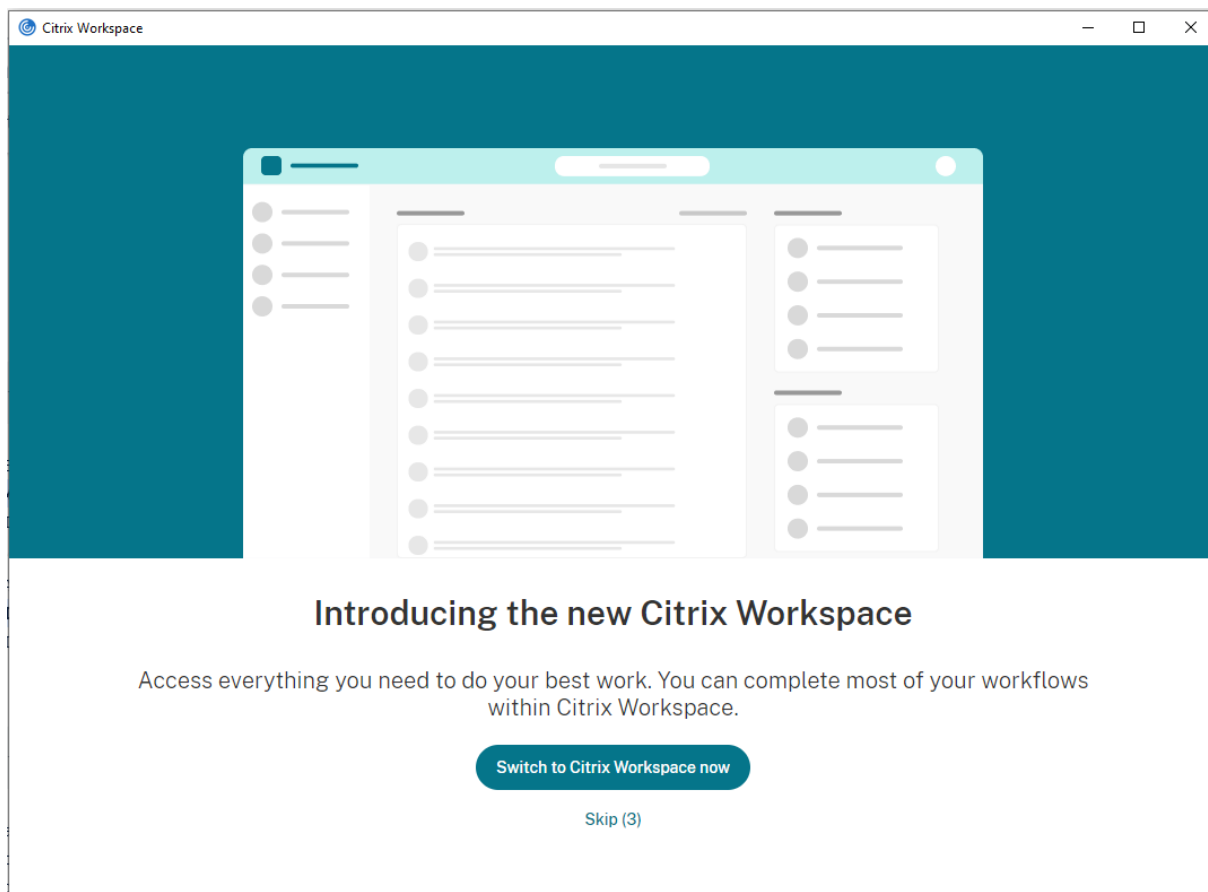 Citrix Workspace
Introducing the new Citrix Workspace
Access everything you need to do your best work. You can complete most of your workflows
within Citrix Workspace.
Switch to Citrix Workspace now
Skip (3)